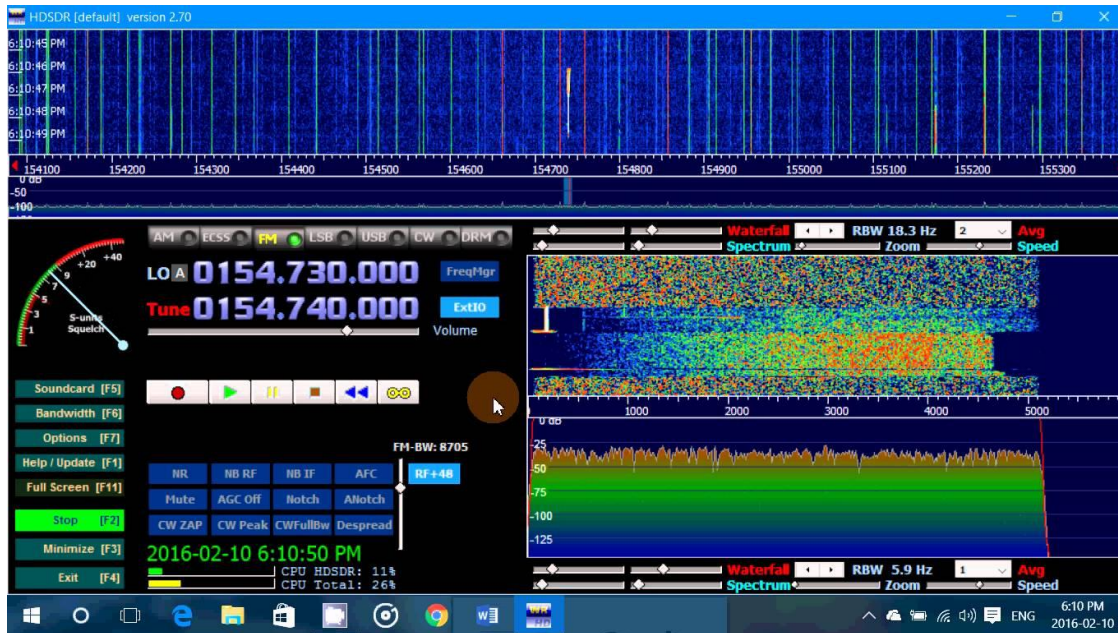 HDSDR [default] version 2.70
6:10:45 PM
6:10:46 PM
6:10:47 PM
6:10:48 PM
6:10:49 PM
154100 154200 154300 154400 154500 154600 154700 154800 154900 155000 155100 155200 155300
0 dB
-50
-100
+40
+20
9
7
5
3
1
S-units
Squelch
AM ECSS FM LSB USB CW DRM
LO A 0154.730.000 FreqMgr
Tune 0154.740.000 ExtIO
Volume
Soundcard [F5]
Bandwidth [F6]
Options [F7]
Help / Update [F1]
Full Screen [F11]
Stop [F2]
Minimize [F3]
Exit [F4]
FM-BW: 8705
NR NB RF NB IF AFC RF+48
Mute AGC Off Notch ANotch
CW ZAP CW Peak CWFullBw Despread
2016-02-10 6:10:50 PM
CPU HDSDR: 11%
CPU Total: 26%
Waterfall RBW 18.3 Hz 2 Avg
Spectrum Zoom Speed
1000 2000 3000 4000 5000
0 dB
-25
-50
-75
-100
-125
Waterfall RBW 5.9 Hz 1 Avg
Spectrum Zoom Speed
ENG 6:10 PM
2016-02-10